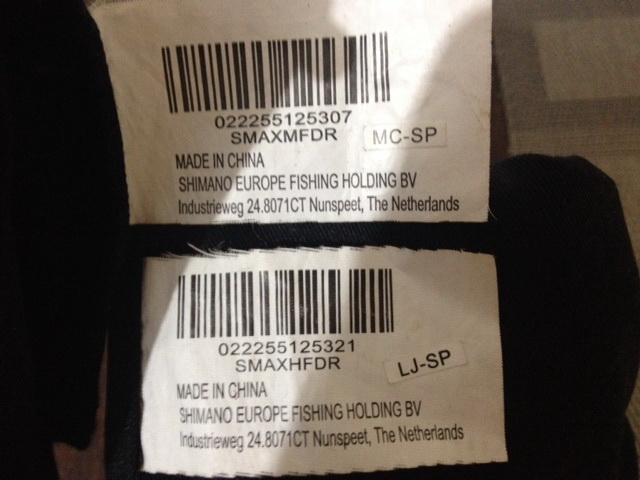 022255125307
SMAXMFDR
MC-SP
MADE IN CHINA
SHIMANO EUROPE FISHING HOLDING BV
Industrieweg 24.8071CT Nunspeet, The Netherlands
022255125321
SMAXHFDR
LJ-SP
MADE IN CHINA
SHIMANO EUROPE FISHING HOLDING BV
Industrieweg 24.8071CT Nunspeet, The Netherlands